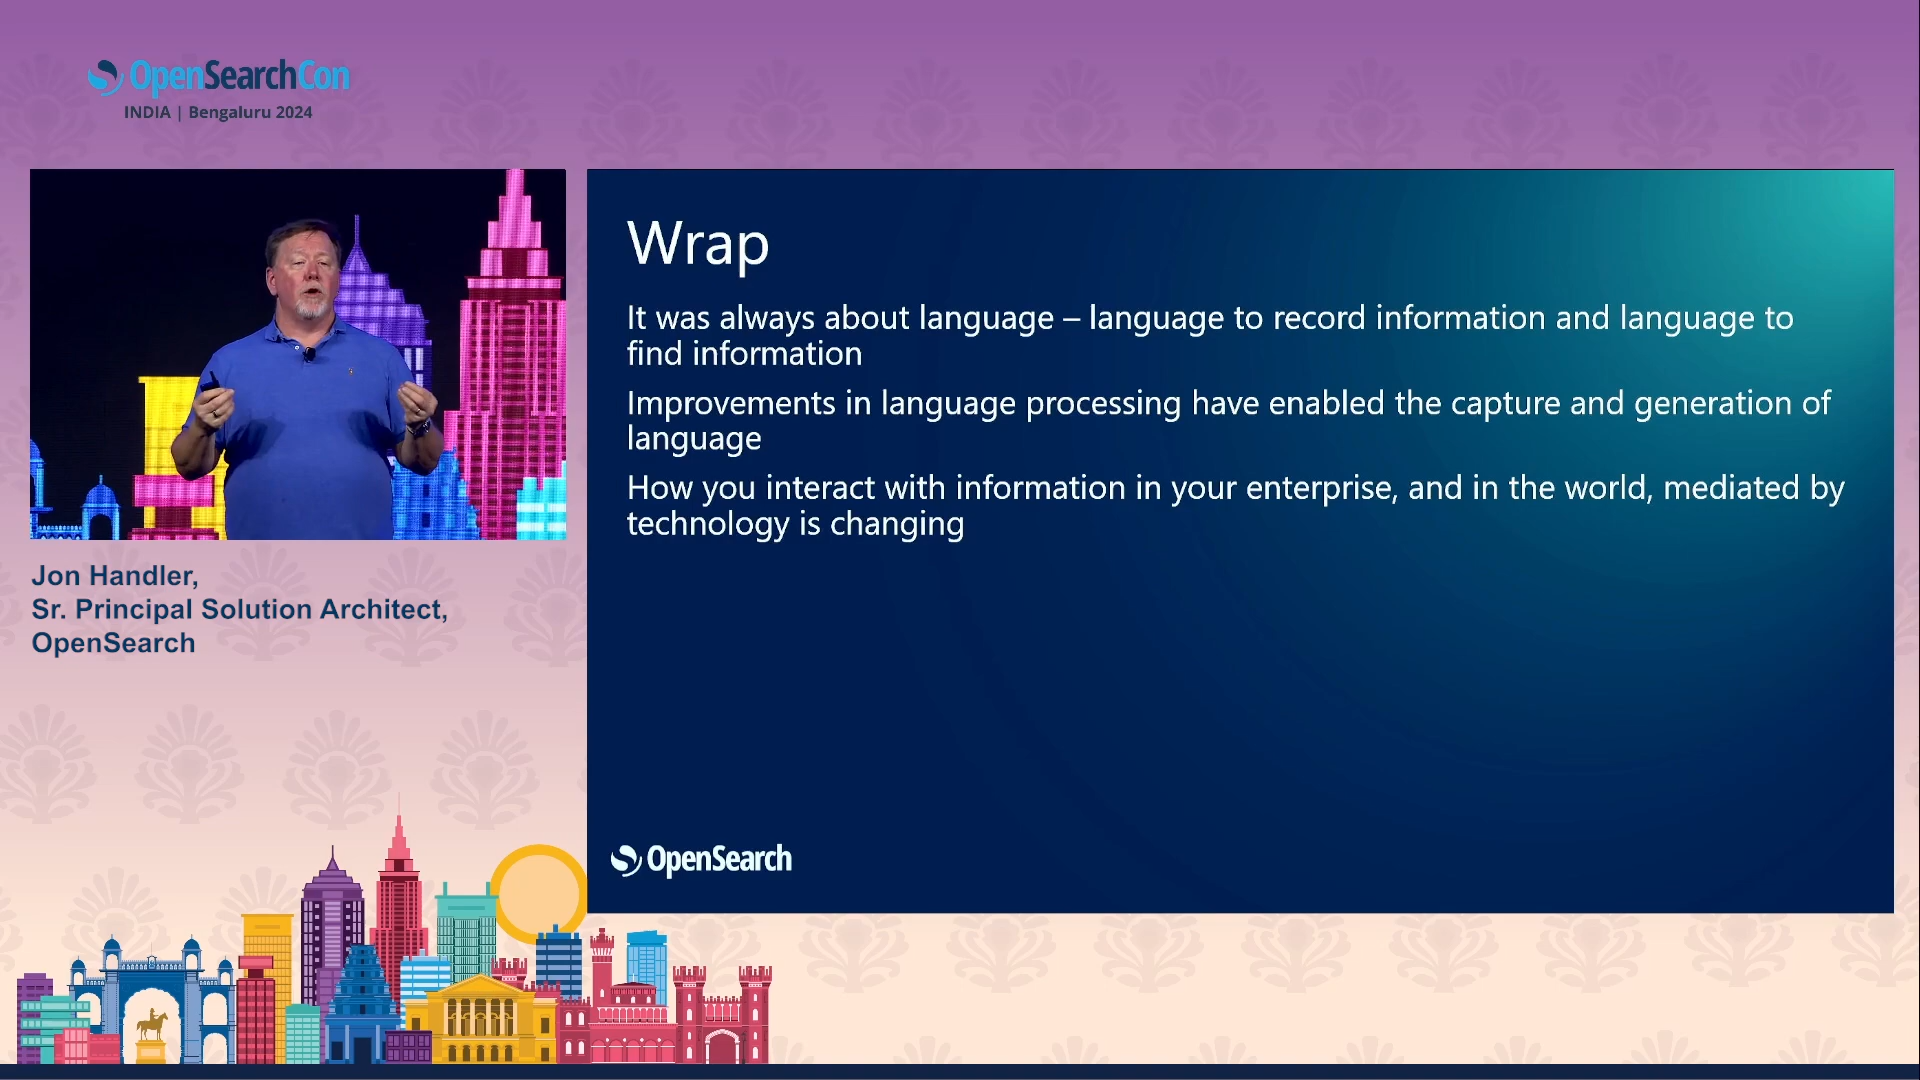 OpenSearchCon
INDIA | Bengaluru 2024
Wrap
It was always about language – language to record information and language to
find information
Improvements in language processing have enabled the capture and generation of
language
How you interact with information in your enterprise, and in the world, mediated by
technology is changing
Jon Handler,
Sr. Principal Solution Architect,
OpenSearch
OpenSearch